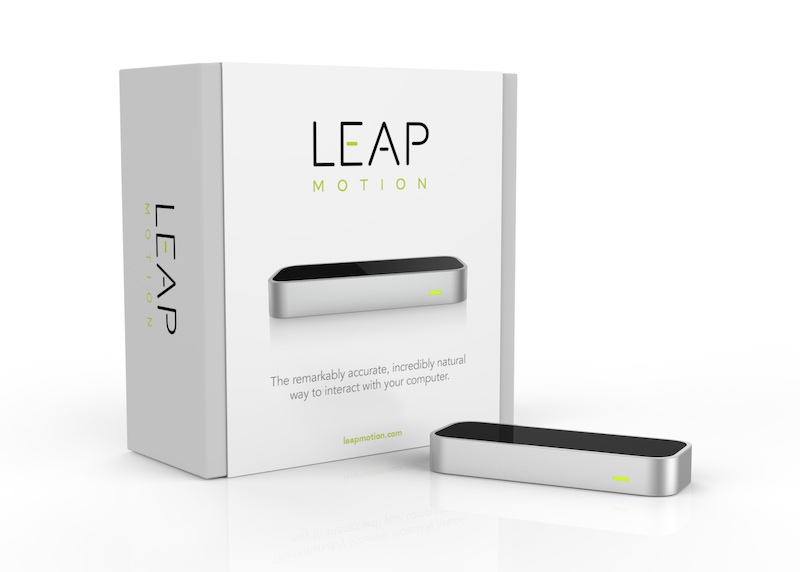 LEAP
MOTION
LEAP
MOTION
The remarkably accurate, incredibly natural
way to interact with your computer.
leapmotion.com